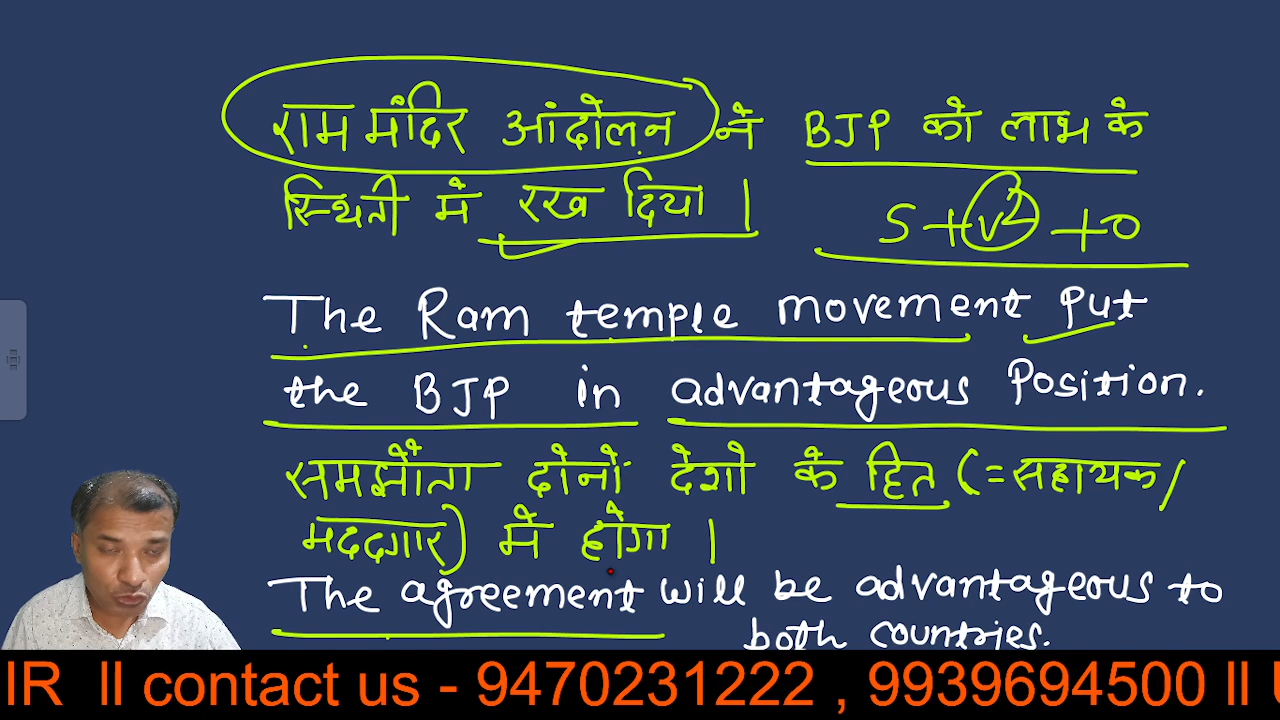 राम मंदिर आंदोलन ने BJP को लाभ के
स्थिती में रख दिया |
S + V² + O
The Ram temple movement put
the BJP in advantageous Position.
समझौता दोनों देशो के हित (= सहायक/
मददगार) में होगा |
The agreement will be advantageous to
both countries.
IR ll contact us - 9470231222 , 9939694500 ll